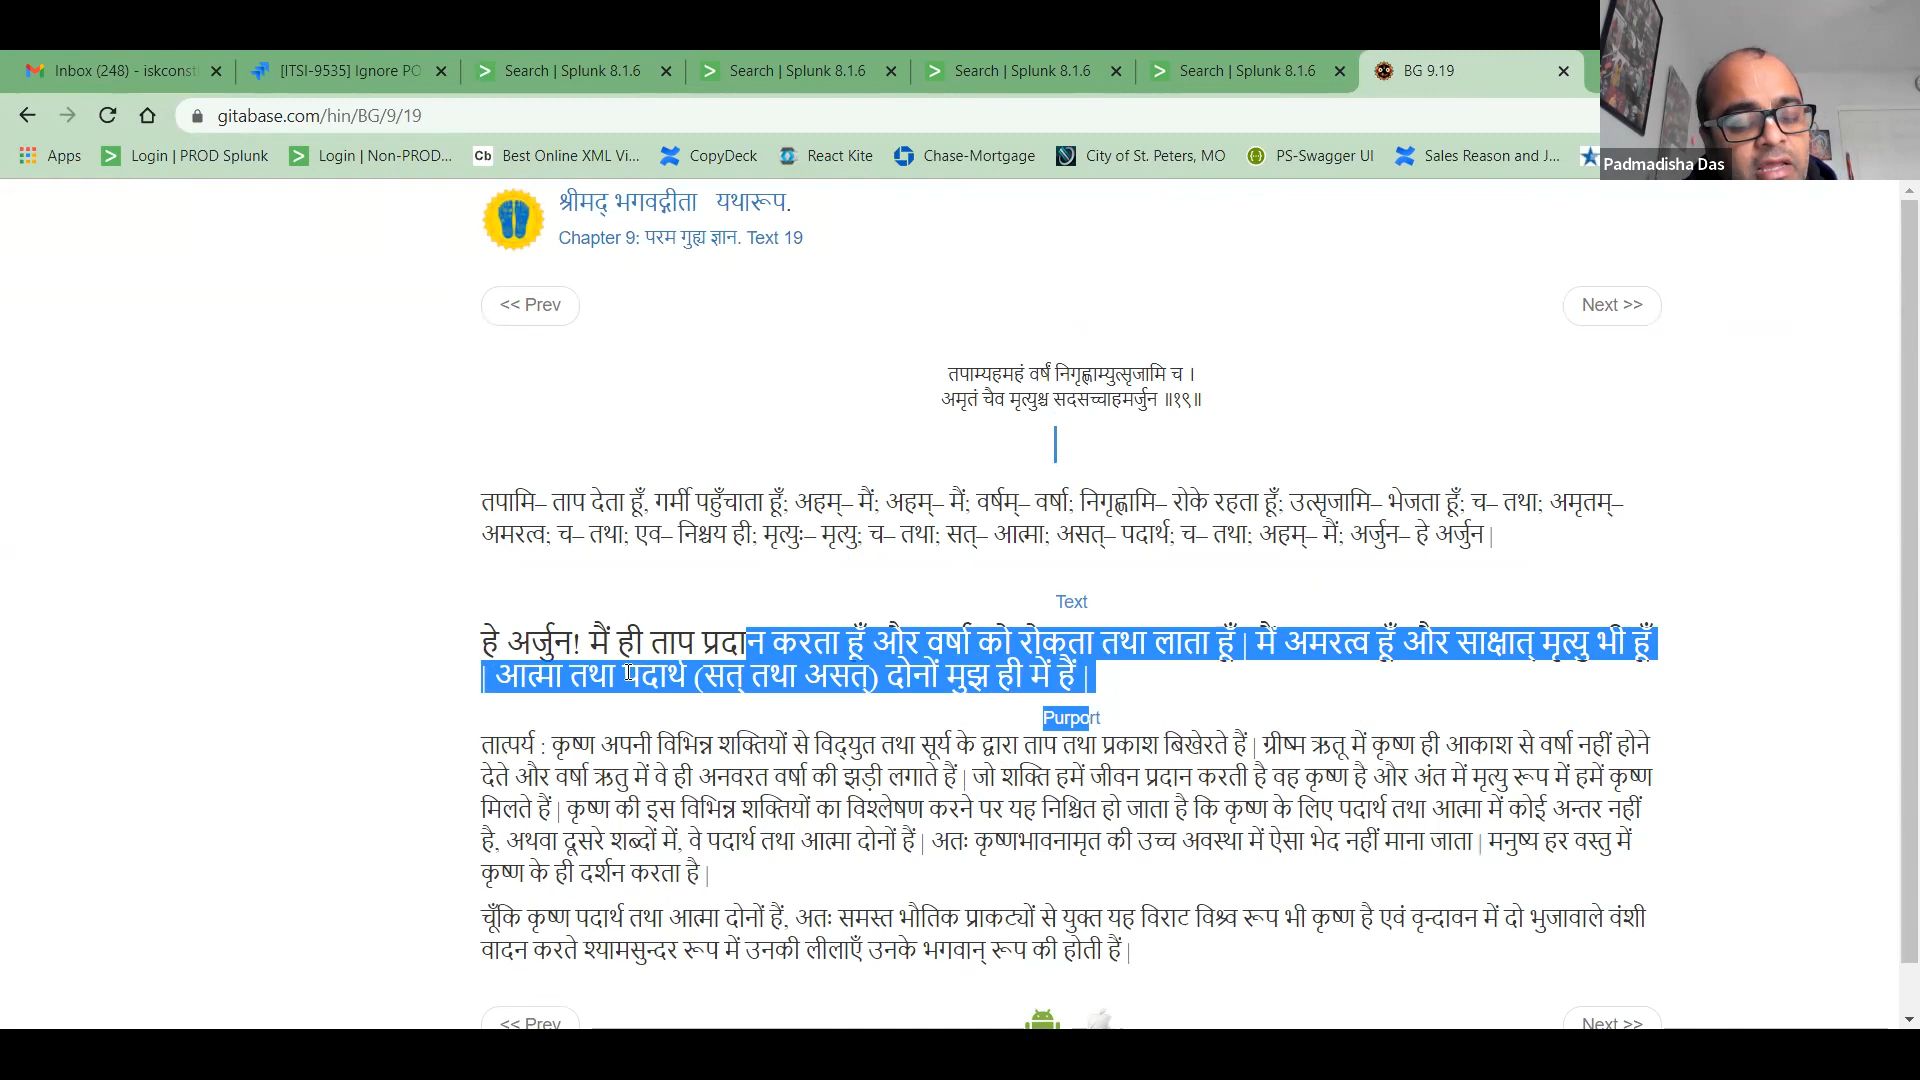 Inbox (248) - iskconst
[ITSI-9535] Ignore PO
Search | Splunk 8.1.6
Search | Splunk 8.1.6
Search | Splunk 8.1.6
Search | Splunk 8.1.6
BG 9.19
gitabase.com/hin/BG/9/19
Apps
Login | PROD Splunk
Login | Non-PROD...
Cb Best Online XML Vi...
CopyDeck
React Kite
Chase-Mortgage
City of St. Peters, MO
PS-Swagger UI
Sales Reason and J...
Padmadisha Das
श्रीमद् भगवद्गीता यथारूप.
Chapter 9: परम गुह्य ज्ञान. Text 19
<< Prev
Next >>
तपाम्यहमहं वर्षं निगृह्णाम्युत्सृजामि च ।
अमृतं चैव मृत्युश्च सदसच्चाहमर्जुन ॥१९॥
तपामि– ताप देता हूँ, गर्मी पहुँचाता हूँ; अहम्– मैं; अहम्– मैं; वर्षम्– वर्षा; निगृह्णामि– रोके रहता हूँ; उत्सृजामि– भेजता हूँ; च– तथा; अमृतम्–
अमरत्व; च– तथा; एव– निश्चय ही; मृत्युः– मृत्यु; च– तथा; सत्– आत्मा; असत्– पदार्थ; च– तथा; अहम्– मैं; अर्जुन– हे अर्जुन |
Text
हे अर्जुन! मैं ही ताप प्रदान करता हूँ और वर्षा को रोकता तथा लाता हूँ | मैं अमरत्व हूँ और साक्षात् मृत्यु भी हूँ
| आत्मा तथा पदार्थ (सत् तथा असत्) दोनों मुझ ही में हैं |
Purport
तात्पर्य : कृष्ण अपनी विभिन्न शक्तियों से विद्युत तथा सूर्य के द्वारा ताप तथा प्रकाश बिखेरते हैं | ग्रीष्म ऋतू में कृष्ण ही आकाश से वर्षा नहीं होने
देते और वर्षा ऋतु में वे ही अनवरत वर्षा की झड़ी लगाते हैं | जो शक्ति हमें जीवन प्रदान करती है वह कृष्ण है और अंत में मृत्यु रूप में हमें कृष्ण
मिलते हैं | कृष्ण की इस विभिन्न शक्तियों का विश्लेषण करने पर यह निश्चित हो जाता है कि कृष्ण के लिए पदार्थ तथा आत्मा में कोई अन्तर नहीं
है, अथवा दूसरे शब्दों में, वे पदार्थ तथा आत्मा दोनों हैं | अतः कृष्णभावनामृत की उच्च अवस्था में ऐसा भेद नहीं माना जाता | मनुष्य हर वस्तु में
कृष्ण के ही दर्शन करता है |
चूँकि कृष्ण पदार्थ तथा आत्मा दोनों हैं, अतः समस्त भौतिक प्राकट्यों से युक्त यह विराट विश्र्व रूप भी कृष्ण है एवं वृन्दावन में दो भुजावाले वंशी
वादन करते श्यामसुन्दर रूप में उनकी लीलाएँ उनके भगवान् रूप की होती हैं |
<< Prev
Next >>